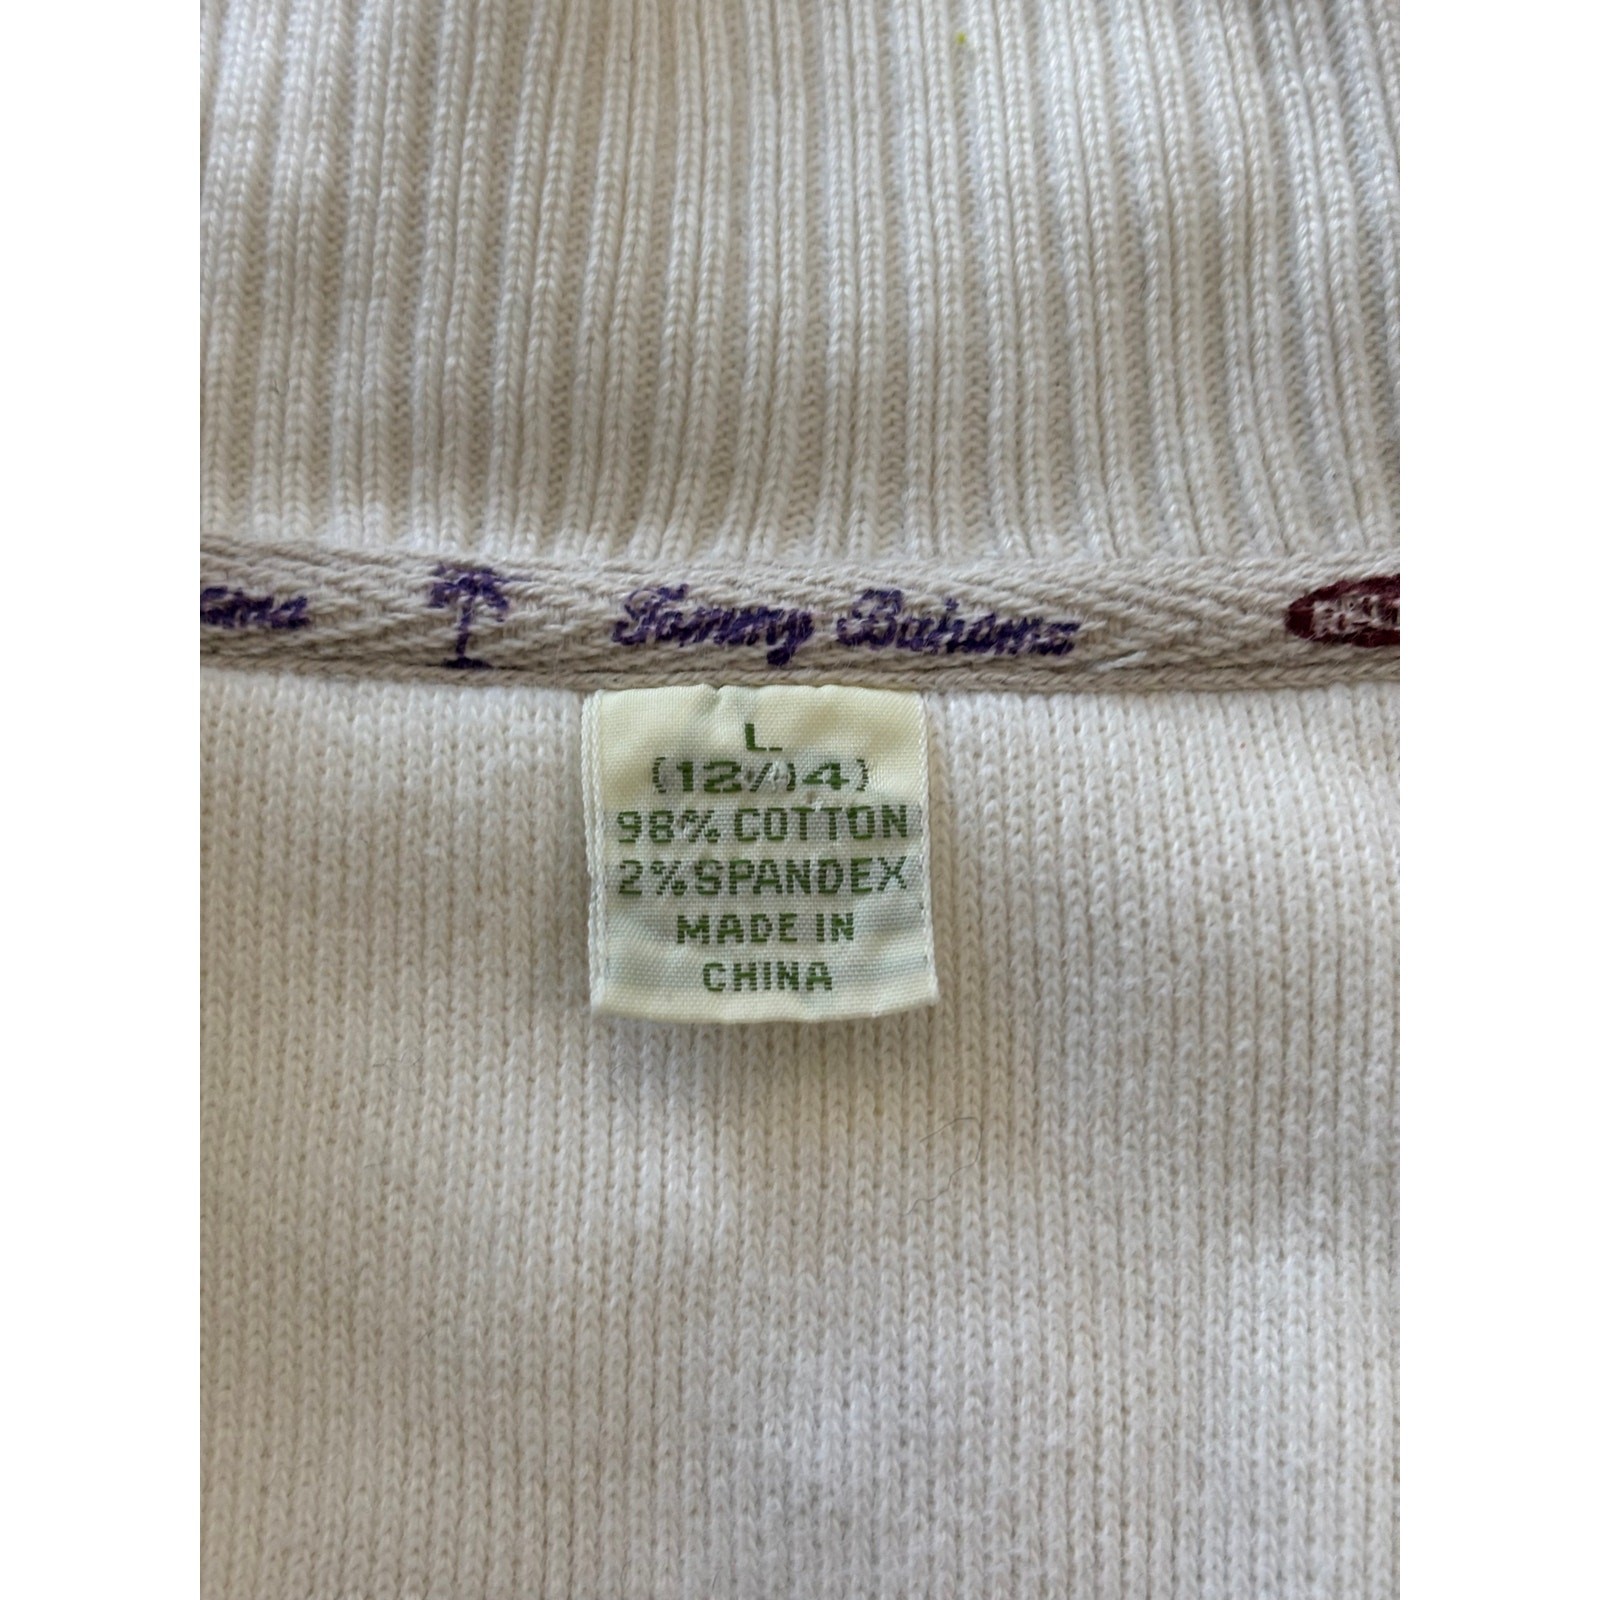 Tommy Bahama
L
(12/14)
98% COTTON
2% SPANDEX
MADE IN
CHINA